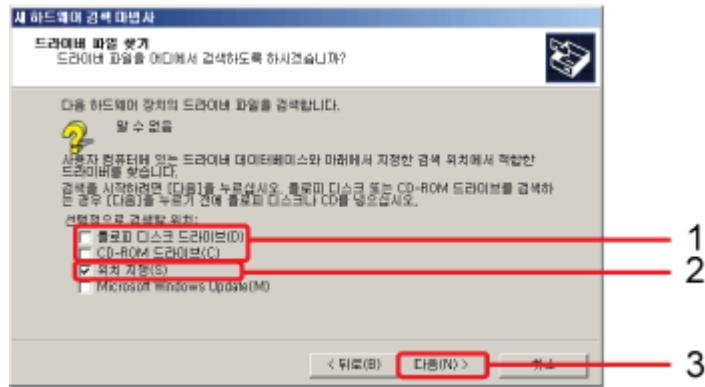 새 하드웨어 검색 마법사
드라이버 파일 찾기
드라이버 파일을 어디에서 검색하도록 하시겠습니까?
다음 하드웨어 장치의 드라이버 파일을 검색합니다.
알 수 없음
사용자 컴퓨터에 있는 드라이버 데이터베이스와 아래에서 지정한 검색 위치에서 적합한
드라이버를 찾습니다.
검색을 시작하려면 [다음]을 누르십시오. 플로피 디스크 또는 CD-ROM 드라이브를 검색하
는 경우 [다음]을 누르기 전에 플로피 디스크나 CD를 넣으십시오.
선택적으로 검색할 위치:
플로피 디스크 드라이브(D)
1
CD-ROM 드라이브(C)
위치 지정(S)
2
Microsoft Windows Update(M)
< 뒤로(B)
다음(N) >
취소
3